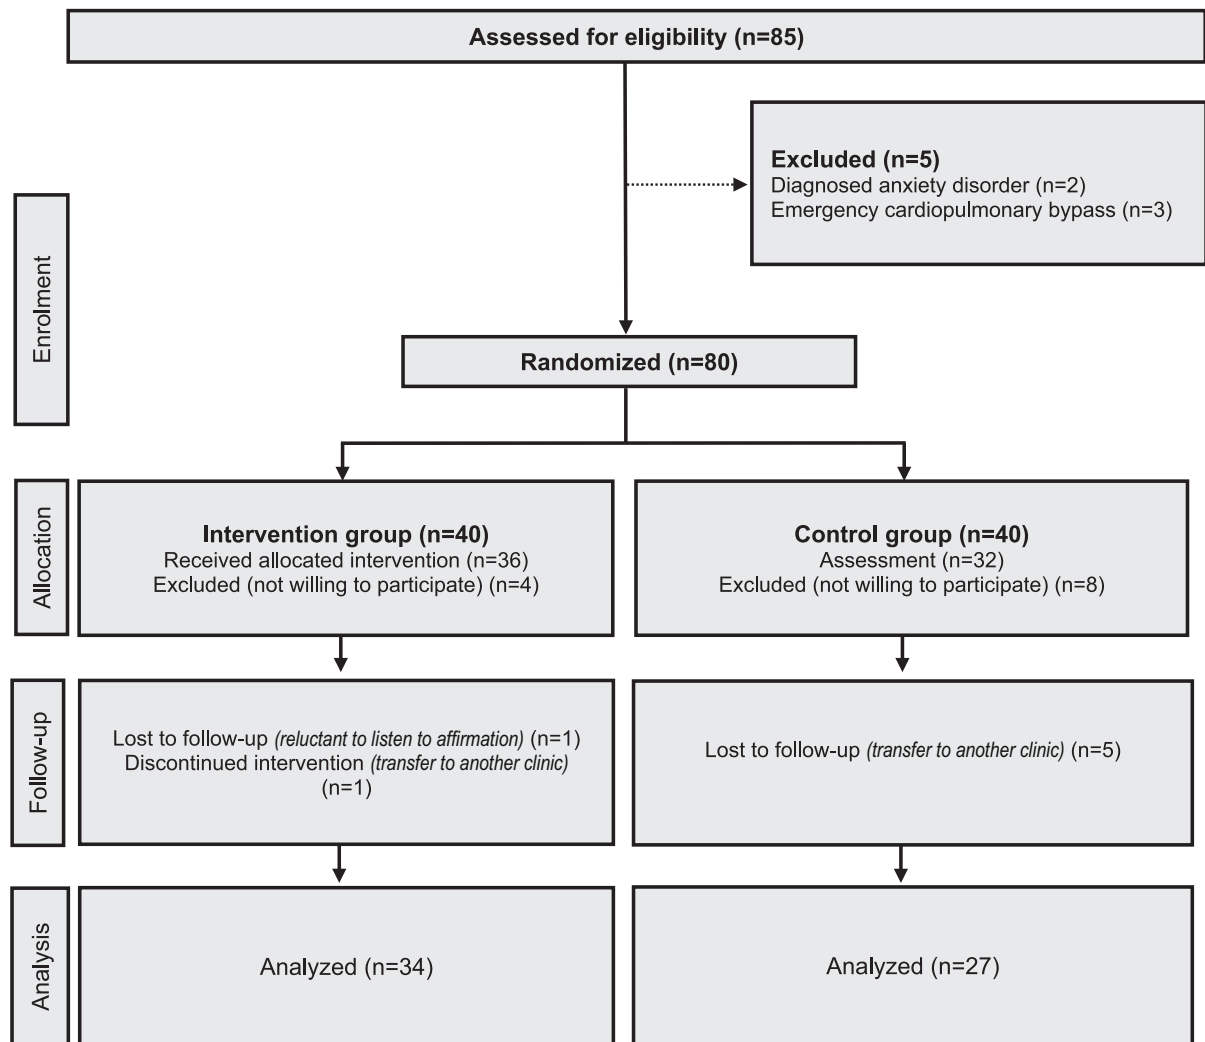 Assessed for eligibility (n=85)
Excluded (n=5)
Diagnosed anxiety disorder (n=2)
Emergency cardiopulmonary bypass (n=3)
Enrolment
Randomized (n=80)
Allocation
Intervention group (n=40)
Received allocated intervention (n=36)
Excluded (not willing to participate) (n=4)
Control group (n=40)
Assessment (n=32)
Excluded (not willing to participate) (n=8)
Follow-up
Lost to follow-up (reluctant to listen to affirmation) (n=1)
Discontinued intervention (transfer to another clinic)
(n=1)
Lost to follow-up (transfer to another clinic) (n=5)
Analysis
Analyzed (n=34)
Analyzed (n=27)